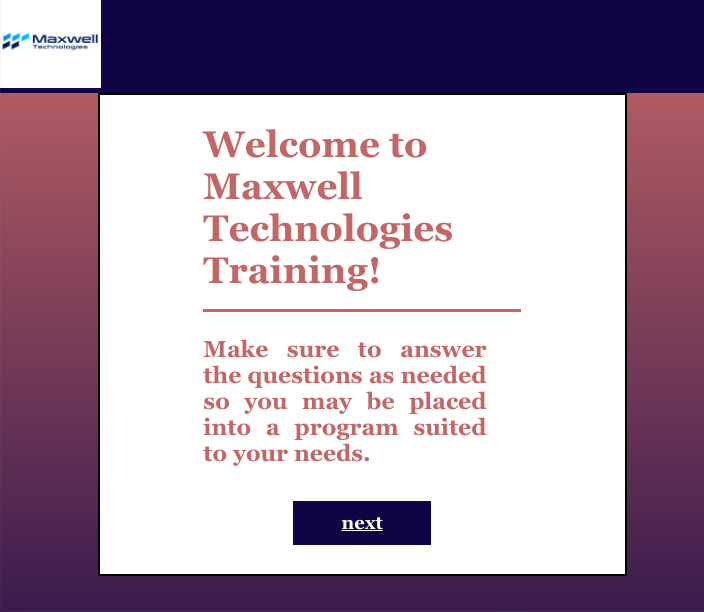 Maxwell
Technologies
Welcome to
Maxwell
Technologies
Training!
Make sure to answer
the questions as needed
so you may be placed
into a program suited
to your needs.
next